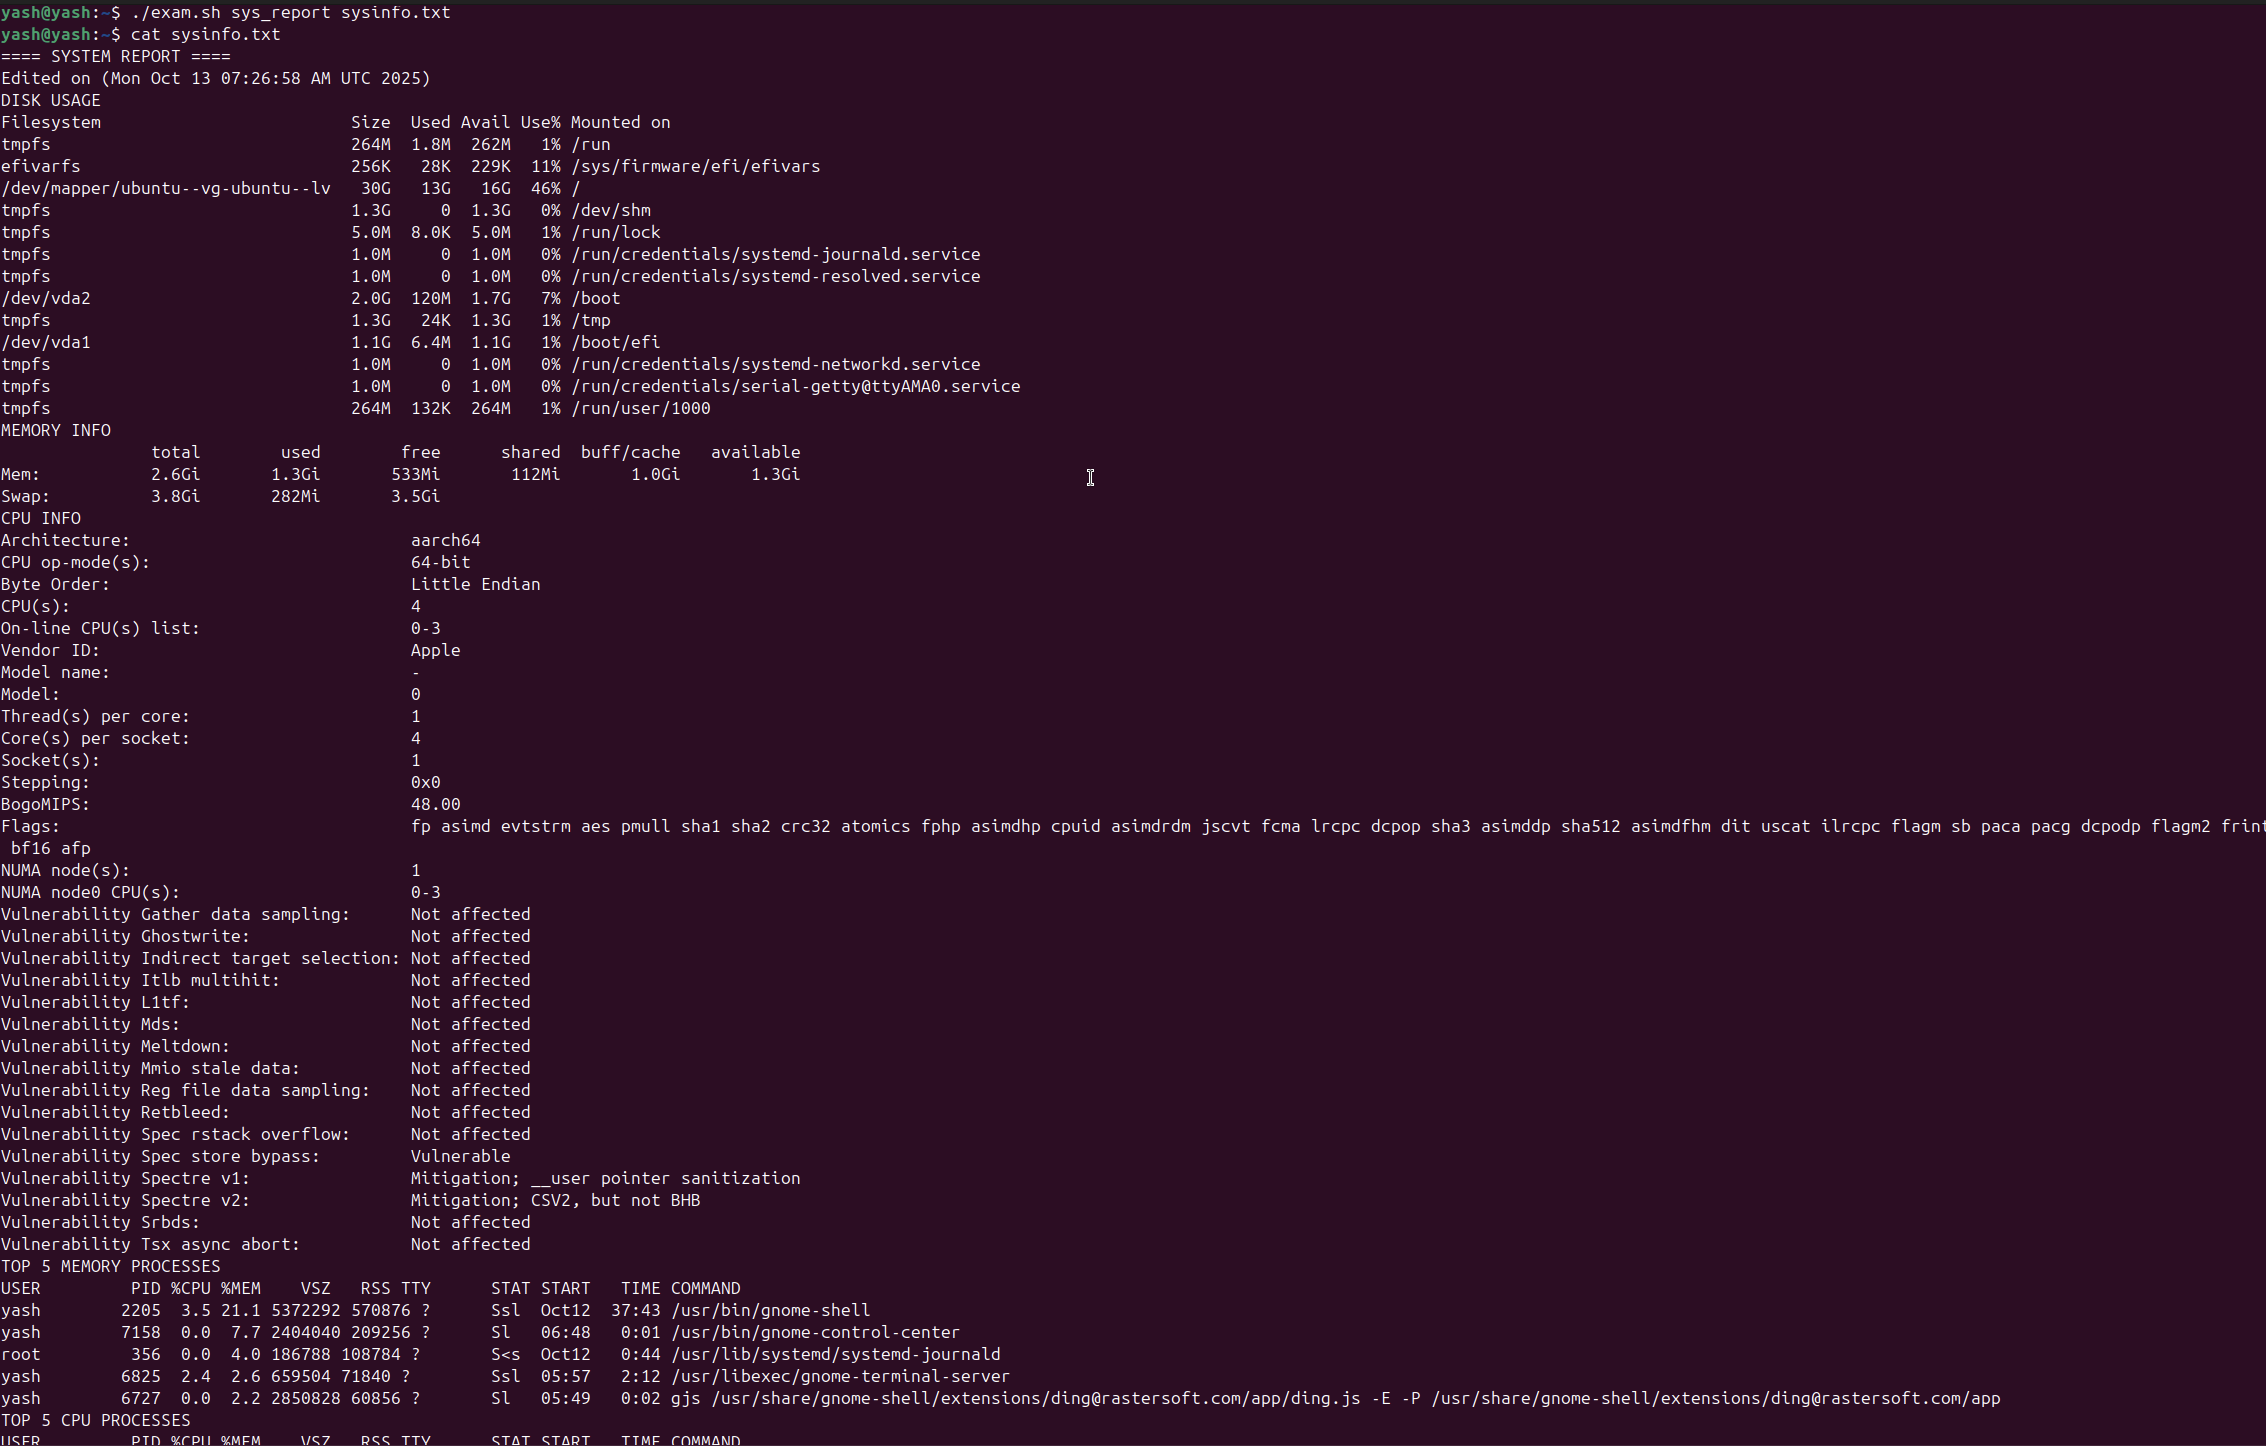 yash@yash:~$ ./exam.sh sys_report sysinfo.txt
yash@yash:~$ cat sysinfo.txt
==== SYSTEM REPORT ====
Edited on (Mon Oct 13 07:26:58 AM UTC 2025)
DISK USAGE
Filesystem                         Size  Used Avail Use% Mounted on
tmpfs                              264M  1.8M  262M   1% /run
efivarfs                           256K   28K  229K  11% /sys/firmware/efi/efivars
/dev/mapper/ubuntu--vg-ubuntu--lv   30G   13G   16G  46% /
tmpfs                              1.3G     0  1.3G   0% /dev/shm
tmpfs                              5.0M  8.0K  5.0M   1% /run/lock
tmpfs                              1.0M     0  1.0M   0% /run/credentials/systemd-journald.service
tmpfs                              1.0M     0  1.0M   0% /run/credentials/systemd-resolved.service
/dev/vda2                          2.0G  120M  1.7G   7% /boot
tmpfs                              1.3G   24K  1.3G   1% /tmp
/dev/vda1                          1.1G  6.4M  1.1G   1% /boot/efi
tmpfs                              1.0M     0  1.0M   0% /run/credentials/systemd-networkd.service
tmpfs                              1.0M     0  1.0M   0% /run/credentials/serial-getty@ttyAMA0.service
tmpfs                              264M  132K  264M   1% /run/user/1000
MEMORY INFO
               total        used        free      shared  buff/cache   available
Mem:           2.6Gi       1.3Gi       533Mi       112Mi       1.0Gi       1.3Gi
Swap:          3.8Gi       282Mi       3.5Gi
CPU INFO
Architecture:                            aarch64
CPU op-mode(s):                          64-bit
Byte Order:                              Little Endian
CPU(s):                                  4
On-line CPU(s) list:                     0-3
Vendor ID:                               Apple
Model name:                              -
Model:                                   0
Thread(s) per core:                      1
Core(s) per socket:                      4
Socket(s):                               1
Stepping:                                0x0
BogoMIPS:                                48.00
Flags:                                   fp asimd evtstrm aes pmull sha1 sha2 crc32 atomics fphp asimdhp cpuid asimdrdm jscvt fcma lrcpc dcpop sha3 asimddp sha512 asimdfhm dit uscat ilrcpc flagm sb paca pacg dcpodp flagm2 frint
 bf16 afp
NUMA node(s):                            1
NUMA node0 CPU(s):                       0-3
Vulnerability Gather data sampling:      Not affected
Vulnerability Ghostwrite:                Not affected
Vulnerability Indirect target selection: Not affected
Vulnerability Itlb multihit:             Not affected
Vulnerability L1tf:                      Not affected
Vulnerability Mds:                       Not affected
Vulnerability Meltdown:                  Not affected
Vulnerability Mmio stale data:           Not affected
Vulnerability Reg file data sampling:    Not affected
Vulnerability Retbleed:                  Not affected
Vulnerability Spec rstack overflow:      Not affected
Vulnerability Spec store bypass:         Vulnerable
Vulnerability Spectre v1:                Mitigation; __user pointer sanitization
Vulnerability Spectre v2:                Mitigation; CSV2, but not BHB
Vulnerability Srbds:                     Not affected
Vulnerability Tsx async abort:           Not affected
TOP 5 MEMORY PROCESSES
USER         PID %CPU %MEM    VSZ   RSS TTY      STAT START   TIME COMMAND
yash        2205  3.5 21.1 5372292 570876 ?      Ssl  Oct12  37:43 /usr/bin/gnome-shell
yash        7158  0.0  7.7 2404040 209256 ?      Sl   06:48   0:01 /usr/bin/gnome-control-center
root         356  0.0  4.0 186788 108784 ?       S<s  Oct12   0:44 /usr/lib/systemd/systemd-journald
yash        6825  2.4  2.6 659504 71840 ?        Ssl  05:57   2:12 /usr/libexec/gnome-terminal-server
yash        6727  0.0  2.2 2850828 60856 ?       Sl   05:49   0:02 gjs /usr/share/gnome-shell/extensions/ding@rastersoft.com/app/ding.js -E -P /usr/share/gnome-shell/extensions/ding@rastersoft.com/app
TOP 5 CPU PROCESSES
USER         PID %CPU %MEM    VSZ   RSS TTY      STAT START   TIME COMMAND